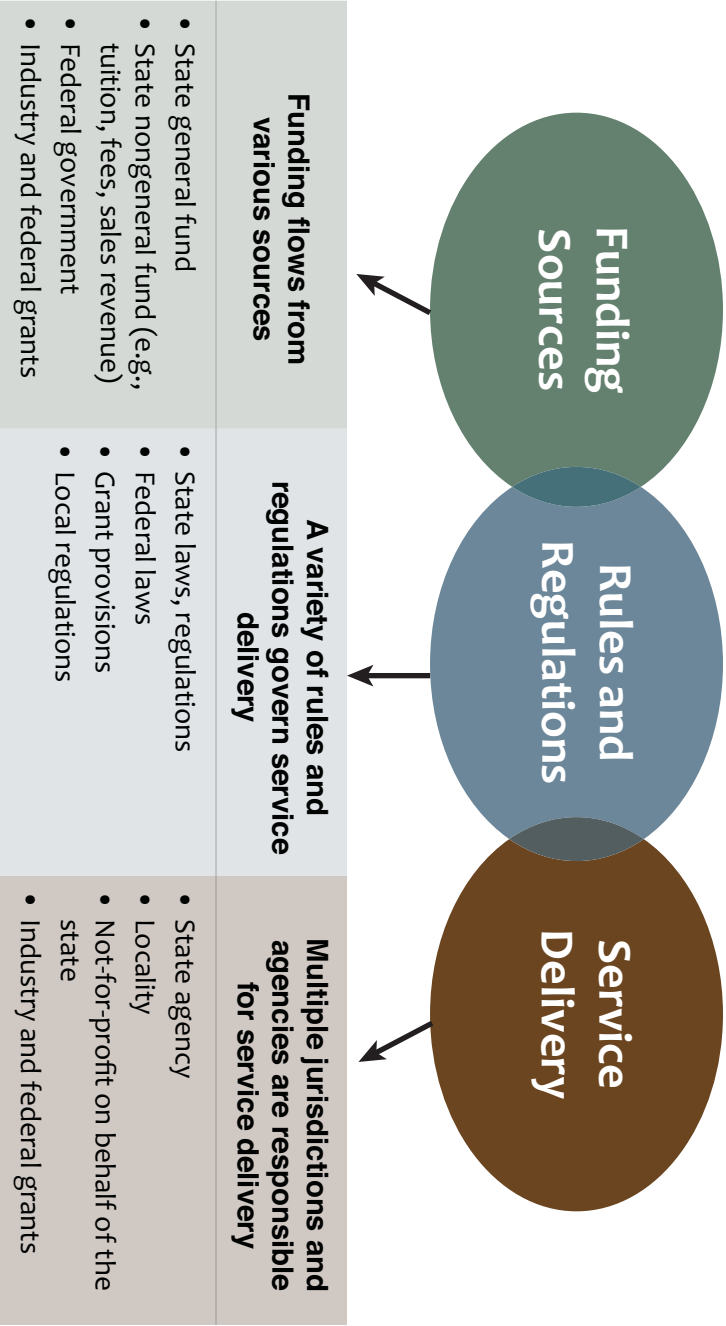 Funding
Sources
Rules and
Regulations
Service
Delivery
Funding flows from
various sources
• State general fund
• State nongeneral fund (e.g.,
tuition, fees, sales revenue)
• Federal government
• Industry and federal grants
A variety of rules and
regulations govern service
delivery
• State laws, regulations
• Federal laws
• Grant provisions
• Local regulations
Multiple jurisdictions and
agencies are responsible
for service delivery
• State agency
• Locality
• Not-for-profit on behalf of the
state
• Industry and federal grants